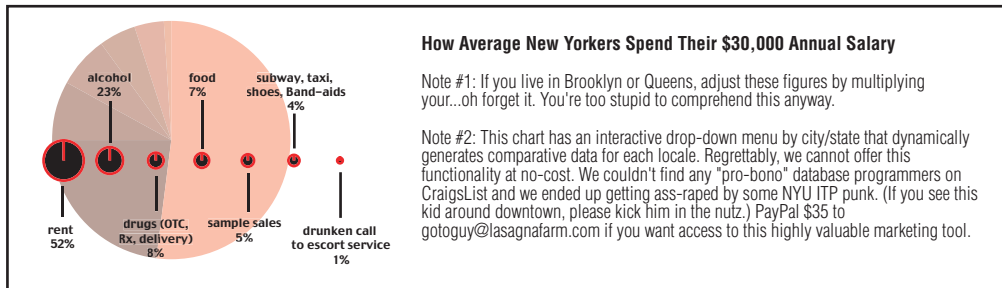 alcohol
23%
food
7%
subway, taxi,
shoes, Band-aids
4%
rent
52%
drugs (OTC,
Rx, delivery)
8%
sample sales
5%
drunken call
to escort service
1%
How Average New Yorkers Spend Their $30,000 Annual Salary
Note #1: If you live in Brooklyn or Queens, adjust these figures by multiplying
your...oh forget it. You're too stupid to comprehend this anyway.
Note #2: This chart has an interactive drop-down menu by city/state that dynamically
generates comparative data for each locale. Regrettably, we cannot offer this
functionality at no-cost. We couldn't find any "pro-bono" database programmers on
CraigsList and we ended up getting ass-raped by some NYU ITP punk. (If you see this
kid around downtown, please kick him in the nutz.) PayPal $35 to
gotoguy@lasagnafarm.com if you want access to this highly valuable marketing tool.